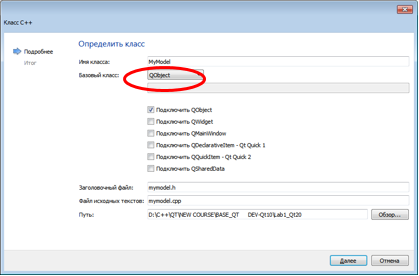 Класс C++
Определить класс
Подробнее
Итог
Имя класса: MyModel
Базовый класс: QObject
Подключить QObject
Подключить QWidget
Подключить QMainWindow
Подключить QDeclarativeItem - Qt Quick 1
Подключить QQuickItem - Qt Quick 2
Подключить QSharedData
Заголовочный файл: mymodel.h
Файл исходных текстов: mymodel.cpp
Путь: D:\C++\QT\NEW COURSE\BASE_QT DEV-Qt10\Lab1_Qt20 Обзор...
Далее Отмена